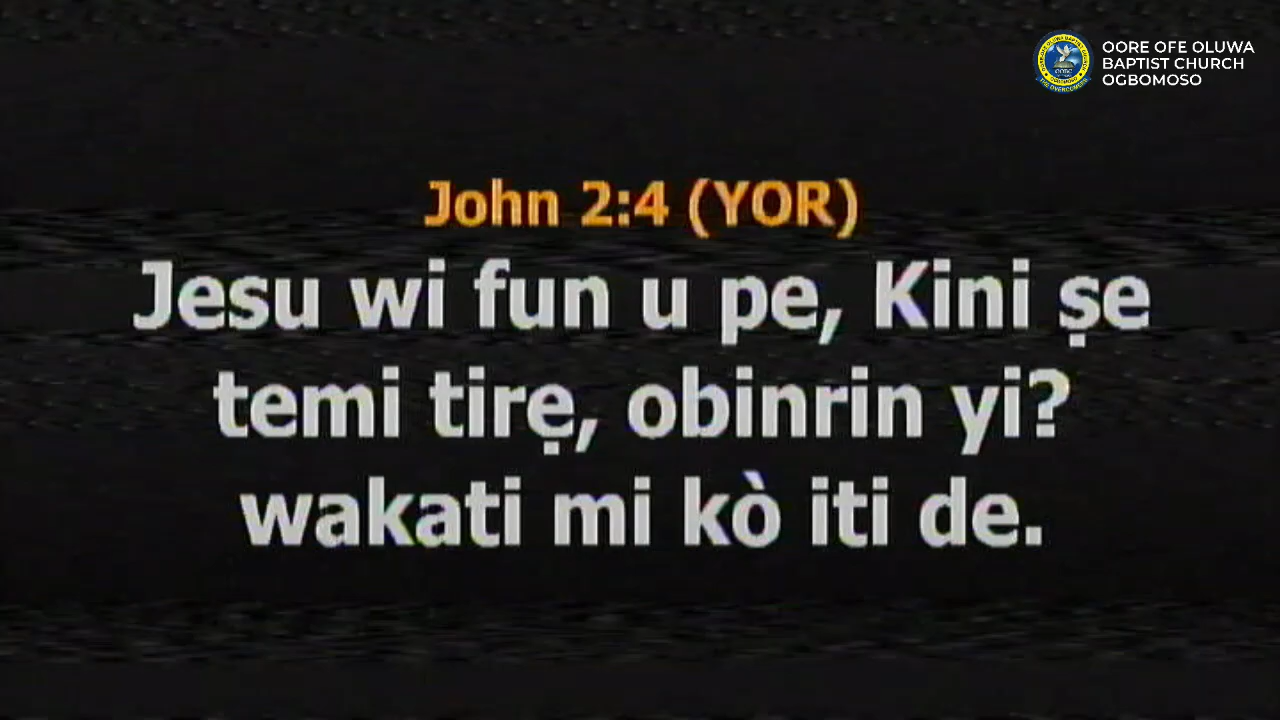 OORE OFE OLUWA
BAPTIST CHURCH
OGBOMOSO
John 2:4 (YOR)
Jesu wi fun u pe, Kini ṣe
temi tirẹ, obinrin yi?
wakati mi kò iti de.